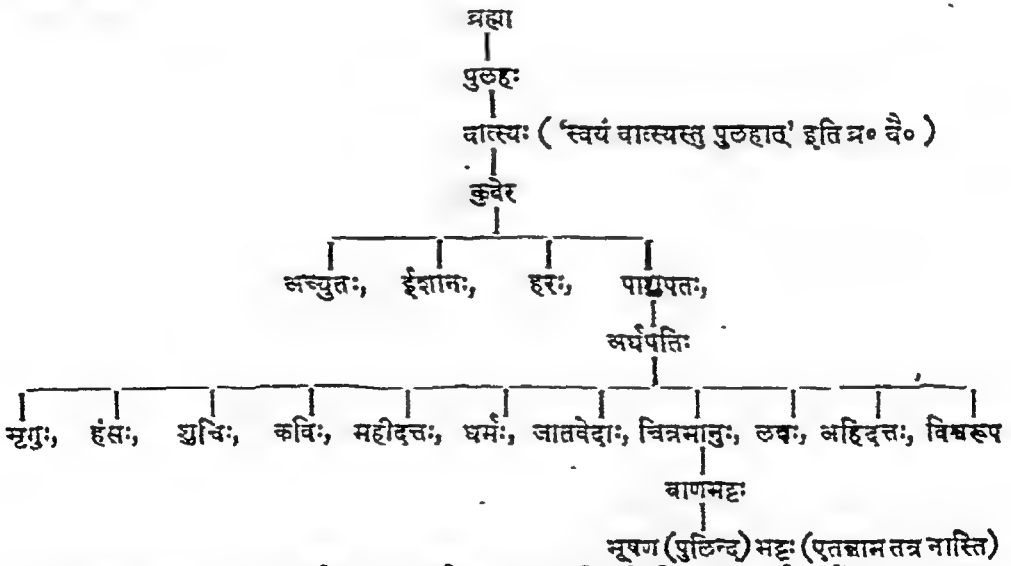 ब्रह्मा
पुलहः
वात्स्यः ( 'स्वयं वात्स्यस्तु पुलहात्' इति ब्र० वै० )
कुवेर
अच्युतः, ईशानः, हरः, पाशुपतः,
अर्थपतिः
भृगुः, हंसः, शुचिः, कविः, महीदत्तः, धर्मः, जातवेदाः, चित्रभानुः, लक्षः, अहिदत्तः, विश्वरूप
वाणभट्टः
भूषण (पुलिन्द) भट्टः (एतन्नाम तत्र नास्ति)